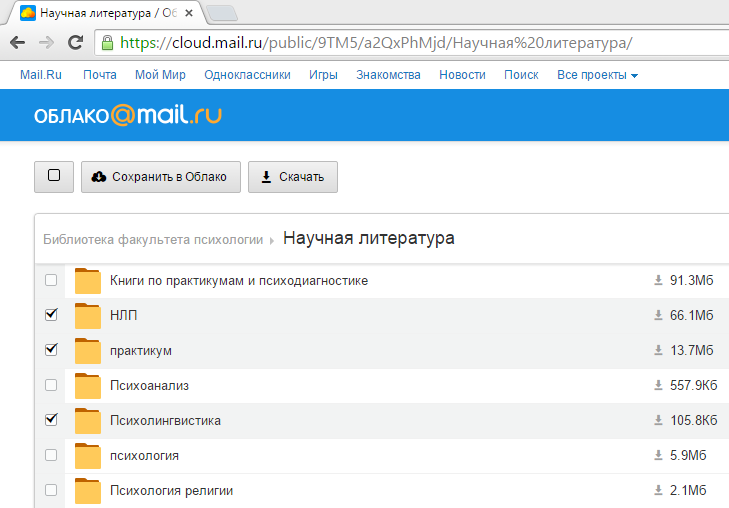 Научная литература / Об
https://cloud.mail.ru/public/9TM5/a2QxPhMjd/Научная%20литература/
Mail.Ru Почта Мой Мир Одноклассники Игры Знакомства Новости Поиск Все проекты
ОБЛАКО@mail.ru
Сохранить в Облако Скачать
Библиотека факультета психологии Научная литература
Книги по практикумам и психодиагностике 91.3Мб
НЛП 66.1Мб
практикум 13.7Мб
Психоанализ 557.9Кб
Психолингвистика 105.8Кб
психология 5.9Мб
Психология религии 2.1Мб